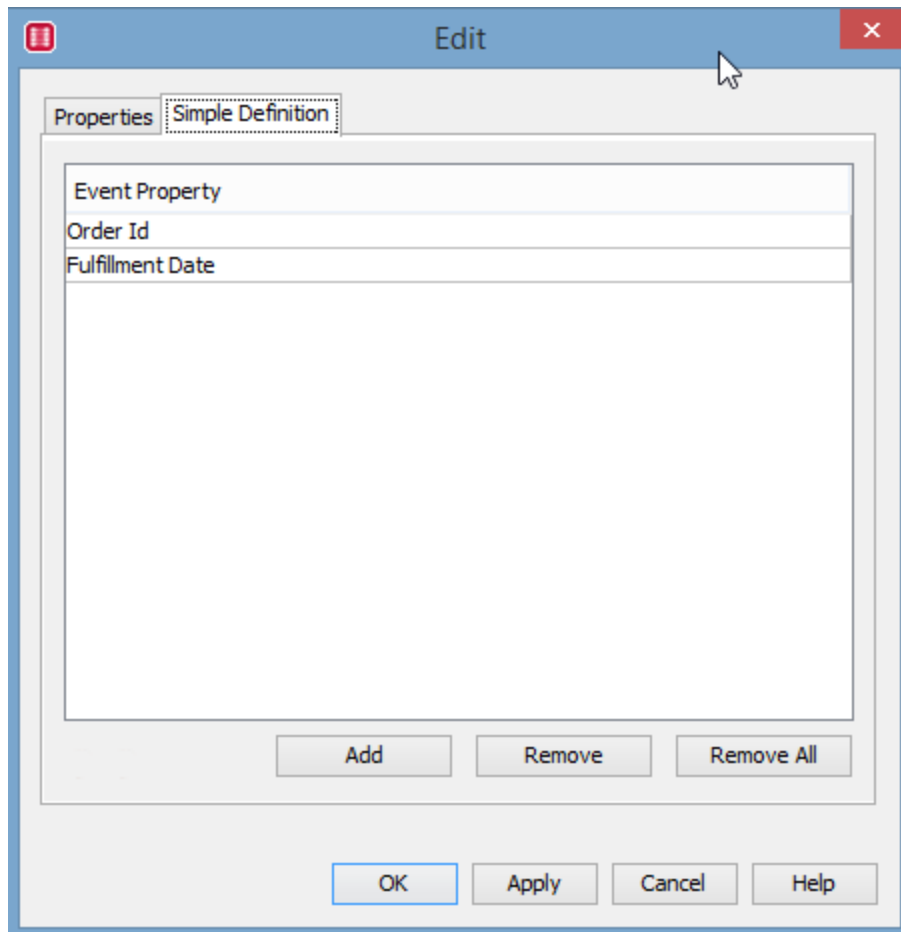 Edit
Properties Simple Definition
Event Property
Order Id
Fulfillment Date
Add Remove Remove All
OK Apply Cancel Help